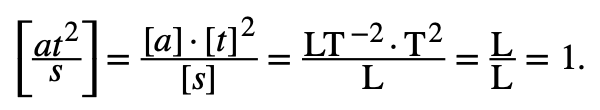 [at²/s] = [a]·[t]²/[s] = LT⁻²·T²/L = L/L = 1.